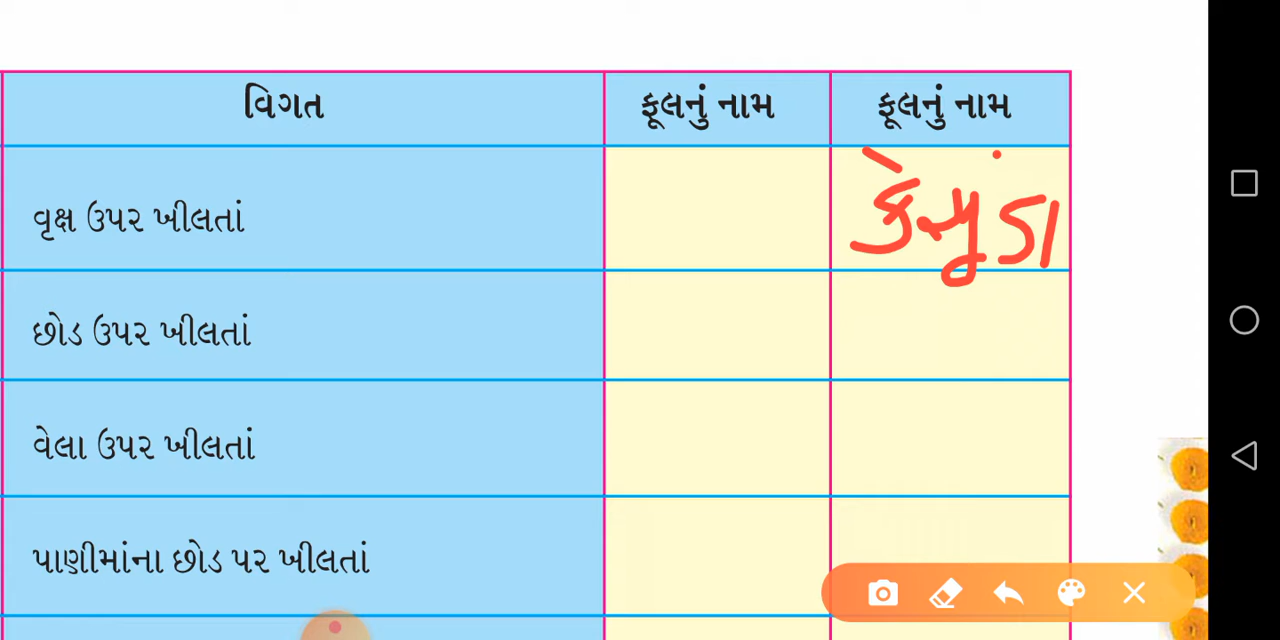 વિગત ફૂલનું નામ ફૂલનું નામ
વૃક્ષ ઉપર ખીલતાં કેસુડા
છોડ ઉપર ખીલતાં
વેલા ઉપર ખીલતાં
પાણીમાંના છોડ પર ખીલતાં